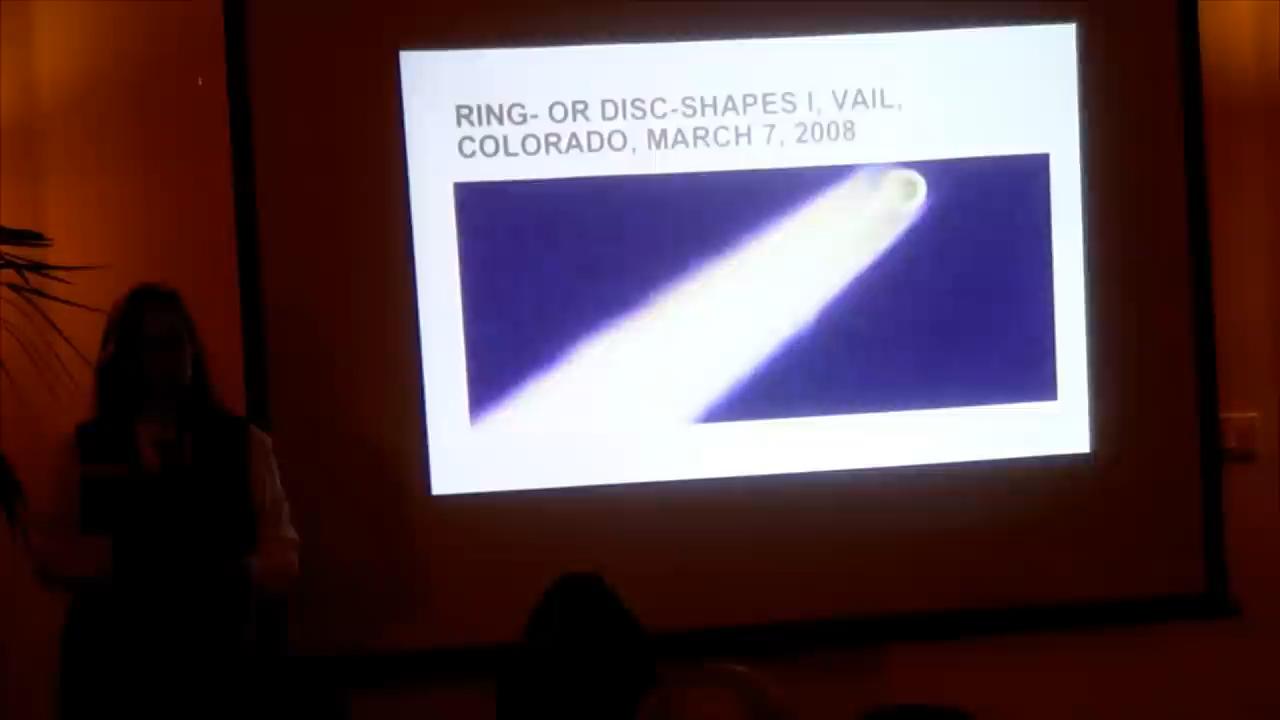 RING- OR DISC-SHAPES I, VAIL,
COLORADO, MARCH 7, 2008